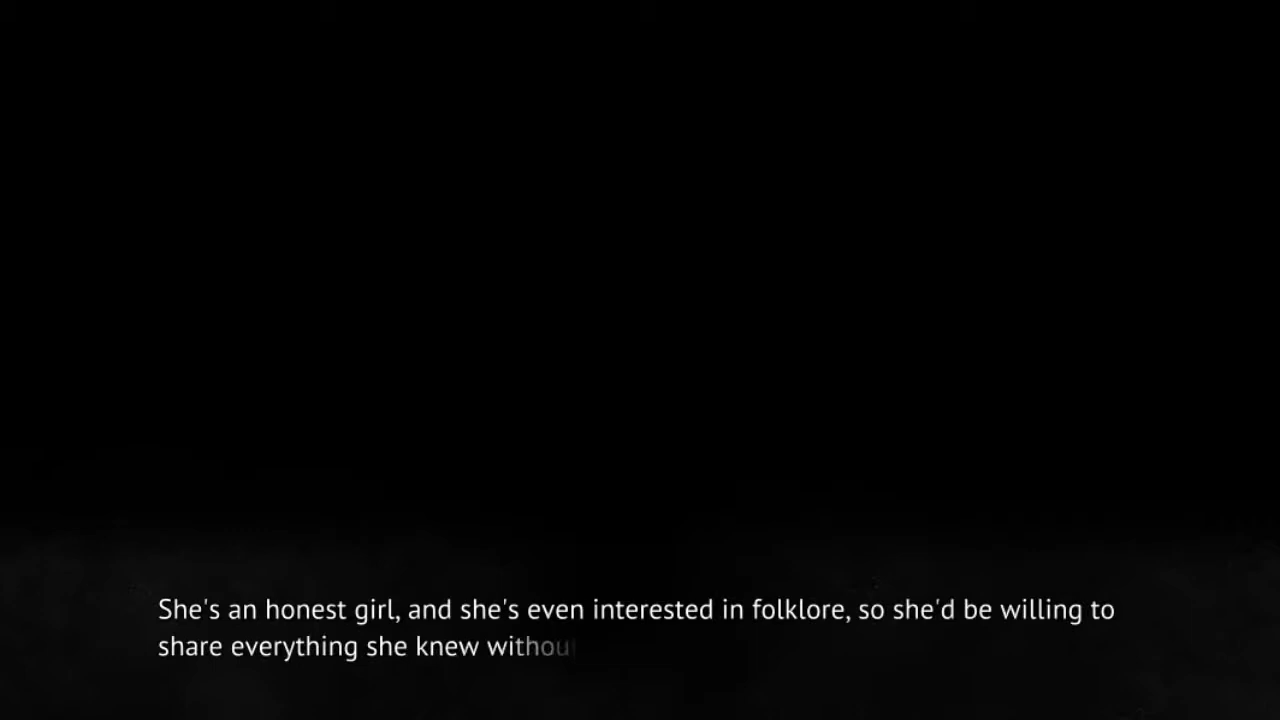 She's an honest girl, and she's even interested in folklore, so she'd be willing to
share everything she knew without